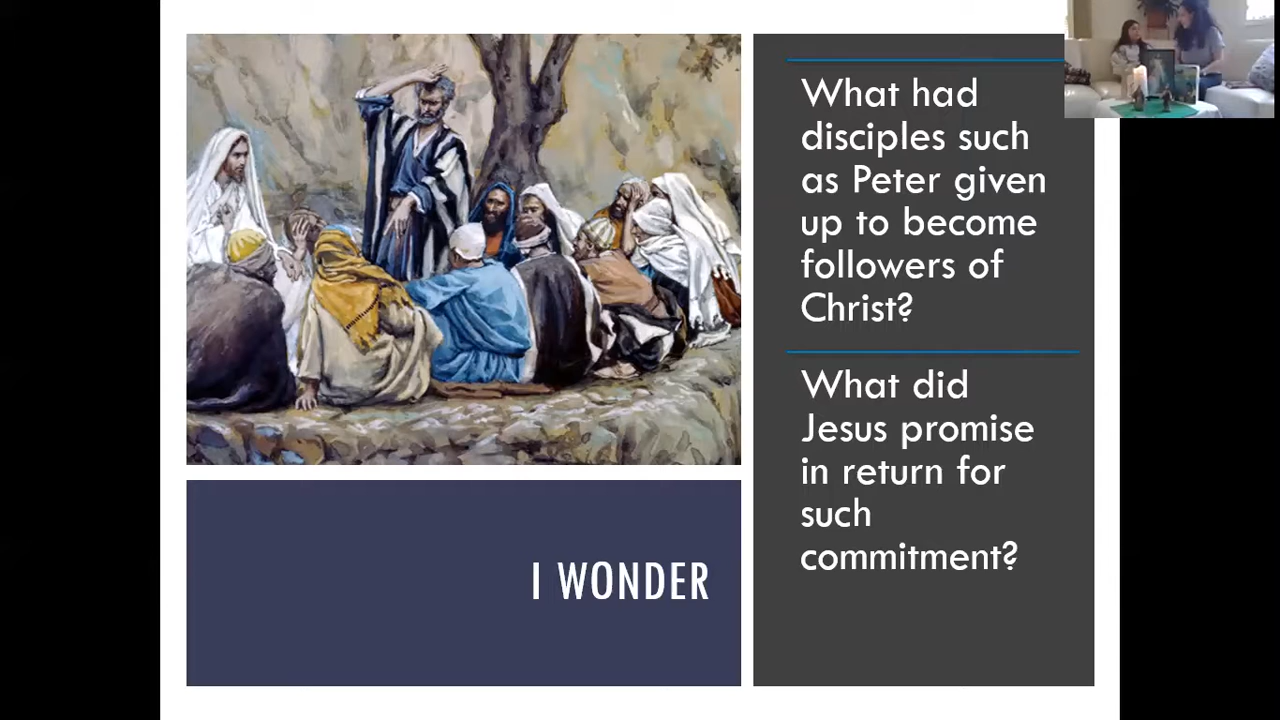 What had
disciples such
as Peter given
up to become
followers of
Christ?
What did
Jesus promise
in return for
such
commitment?
I WONDER